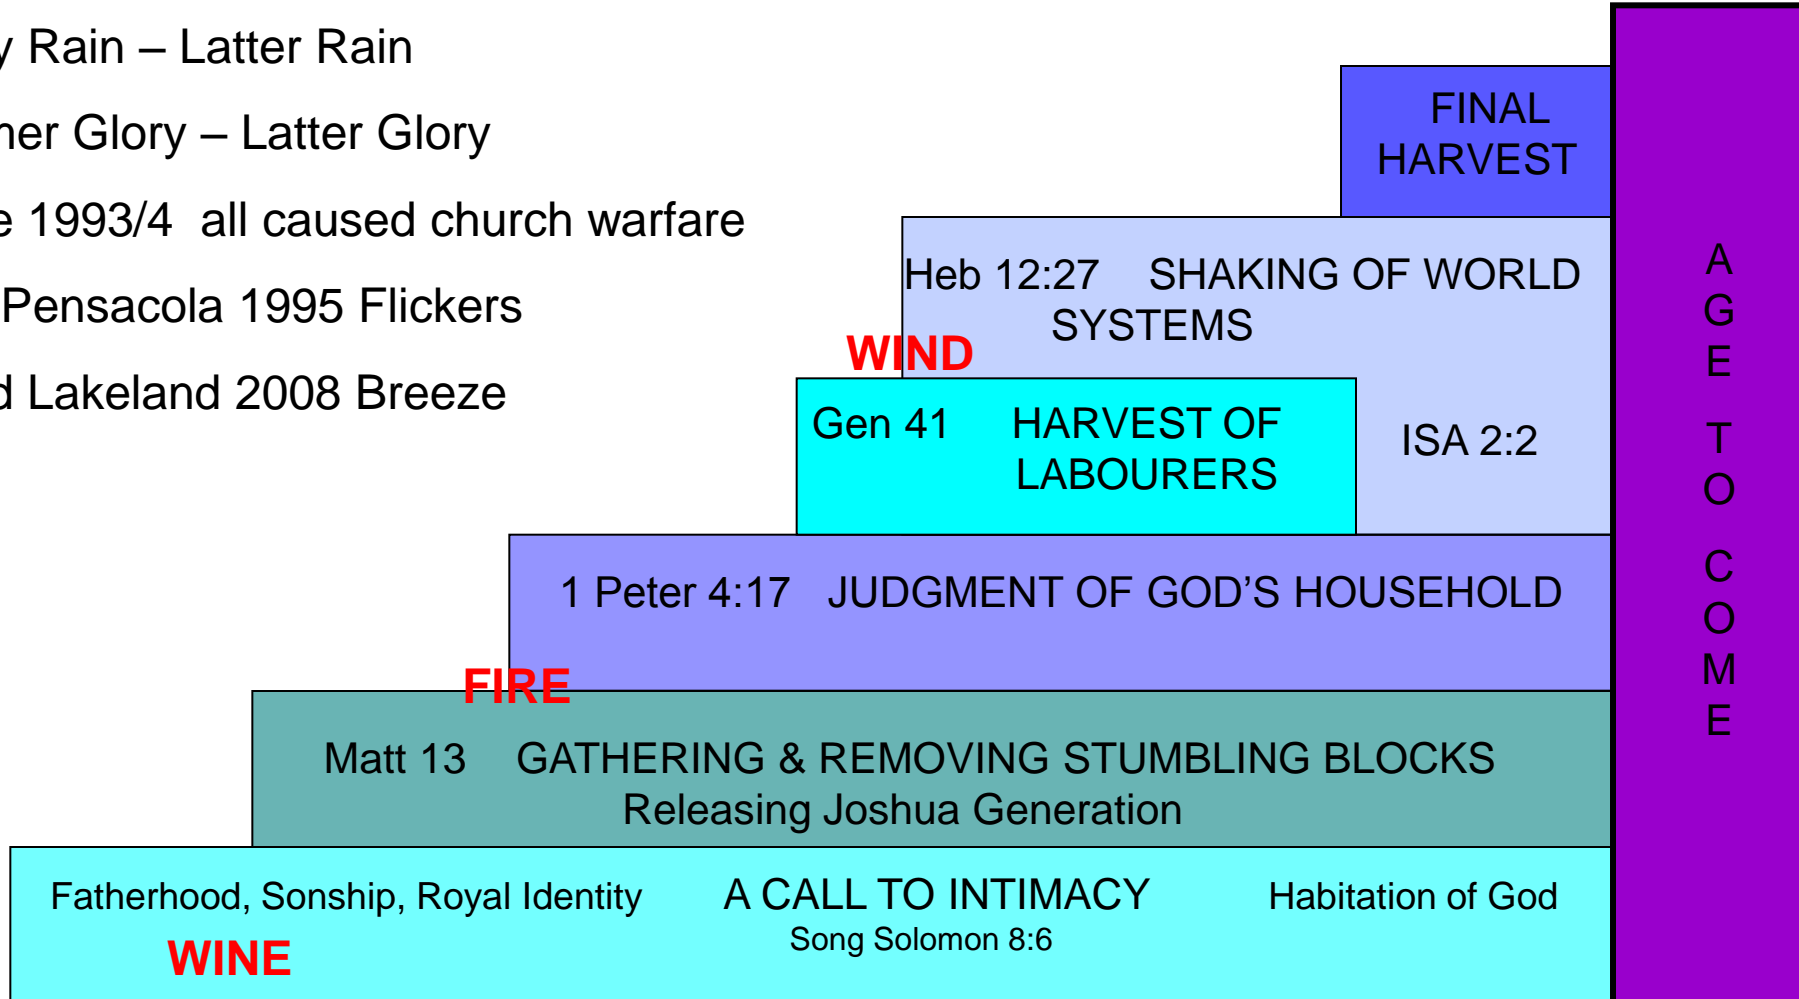 Rain – Latter Rain
Glory – Latter Glory
1993/4 all caused church warfare
Pensacola 1995 Flickers
Lakeland 2008 Breeze
FINAL
HARVEST
Heb 12:27 SHAKING OF WORLD
SYSTEMS
WIND
Gen 41 HARVEST OF
LABOURERS
ISA 2:2
1 Peter 4:17 JUDGMENT OF GOD’S HOUSEHOLD
FIRE
Matt 13 GATHERING & REMOVING STUMBLING BLOCKS
Releasing Joshua Generation
Fatherhood, Sonship, Royal Identity A CALL TO INTIMACY Habitation of God
Song Solomon 8:6
WINE
AGE TO COME